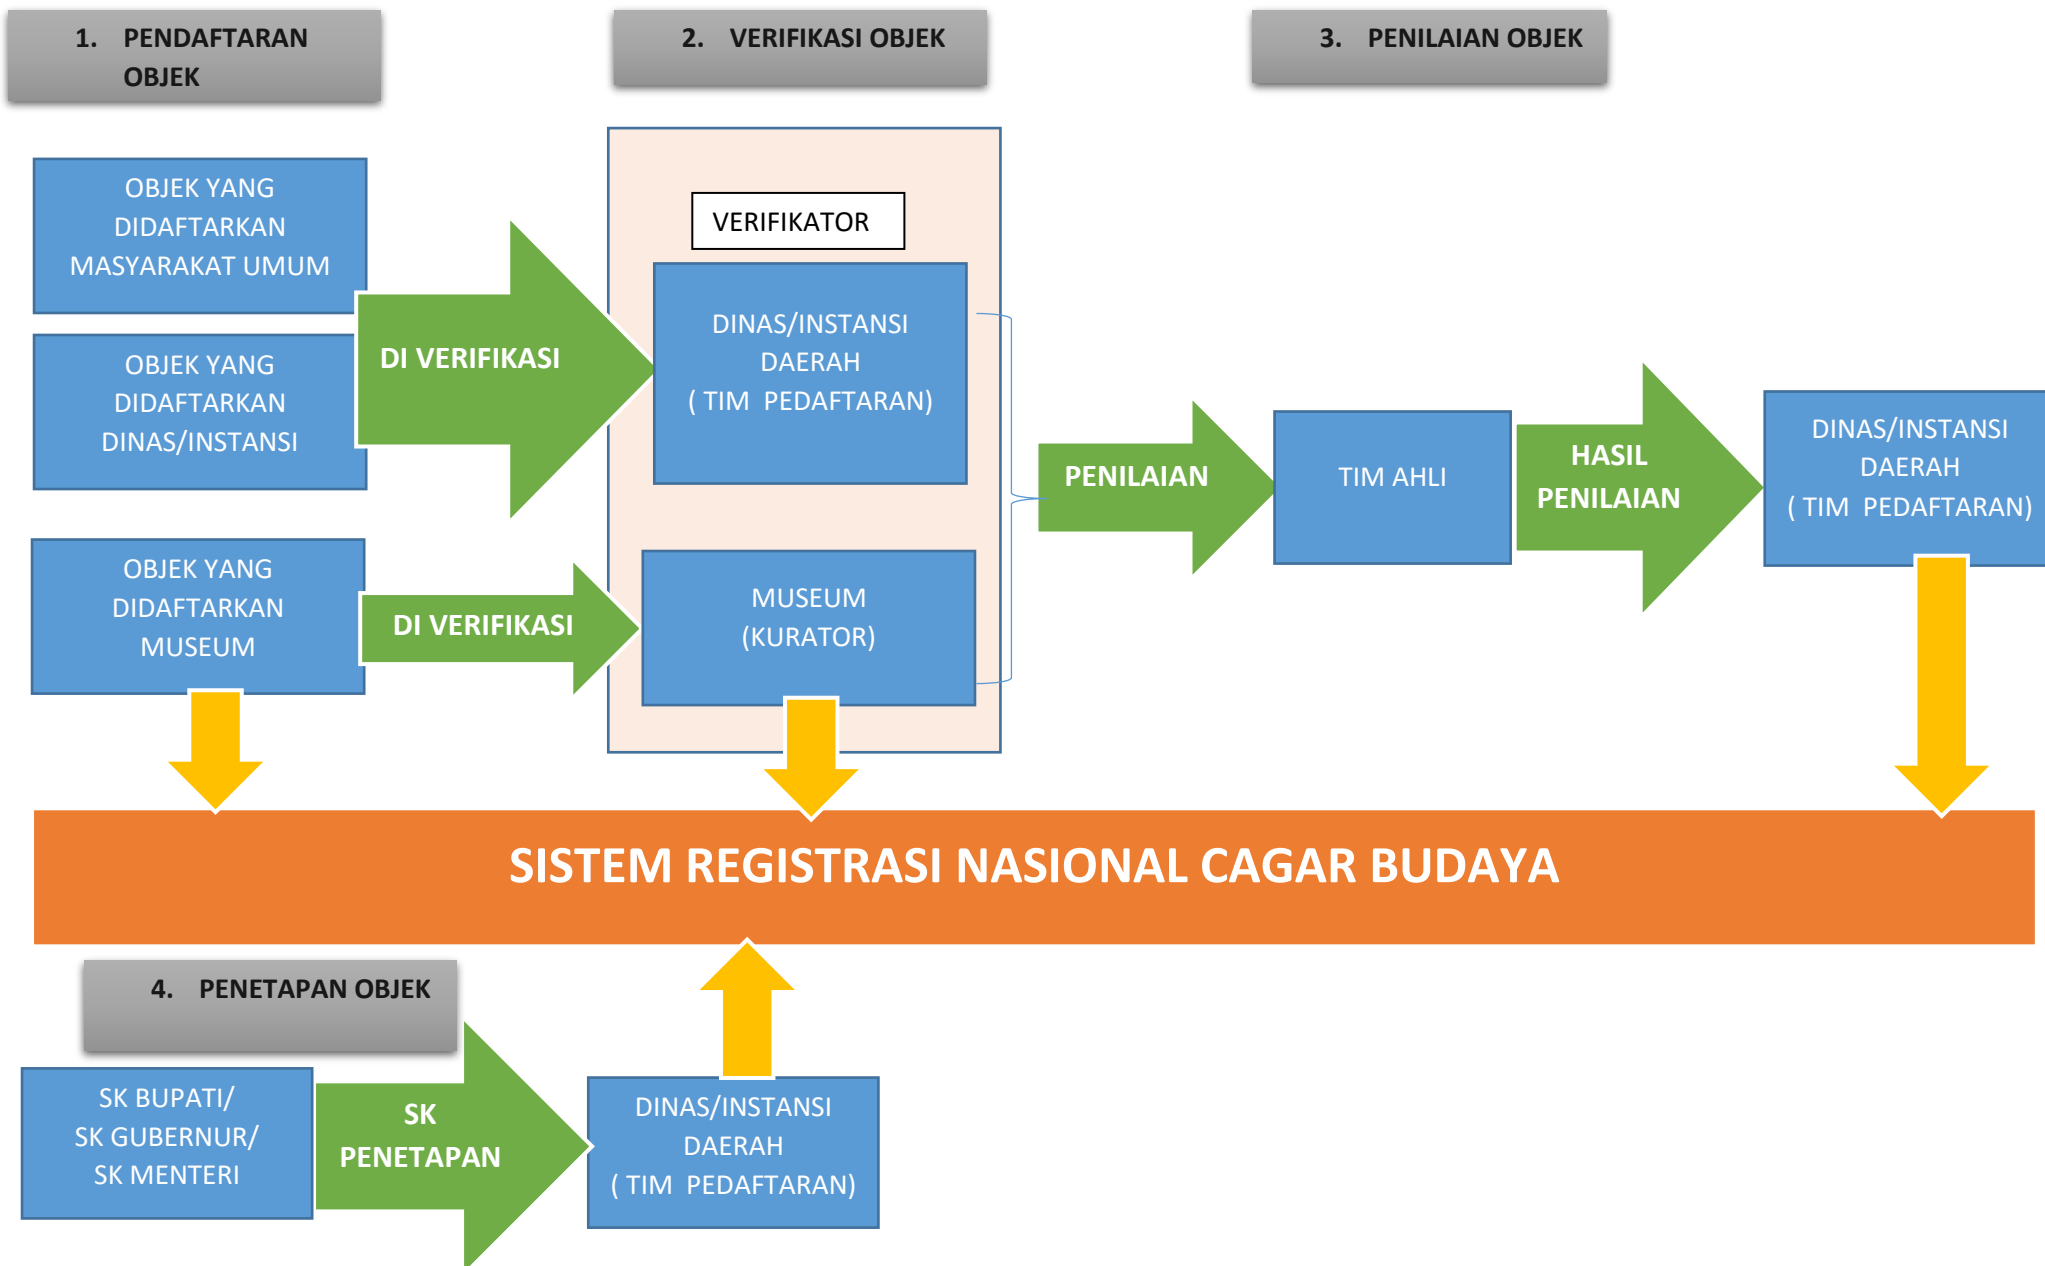 1. PENDAFTARAN
OBJEK
2. VERIFIKASI OBJEK
3. PENILAIAN OBJEK
OBJEK YANG
DIDAFTARKAN
MASYARAKAT UMUM
OBJEK YANG
DIDAFTARKAN
DINAS/INSTANSI
DI VERIFIKASI
VERIFIKATOR
DINAS/INSTANSI
DAERAH
( TIM PEDAFTARAN)
OBJEK YANG
DIDAFTARKAN
MUSEUM
DI VERIFIKASI
MUSEUM
(KURATOR)
PENILAIAN
TIM AHLI
HASIL
PENILAIAN
DINAS/INSTANSI
DAERAH
( TIM PEDAFTARAN)
SISTEM REGISTRASI NASIONAL CAGAR BUDAYA
4. PENETAPAN OBJEK
SK BUPATI/
SK GUBERNUR/
SK MENTERI
SK
PENETAPAN
DINAS/INSTANSI
DAERAH
( TIM PEDAFTARAN)